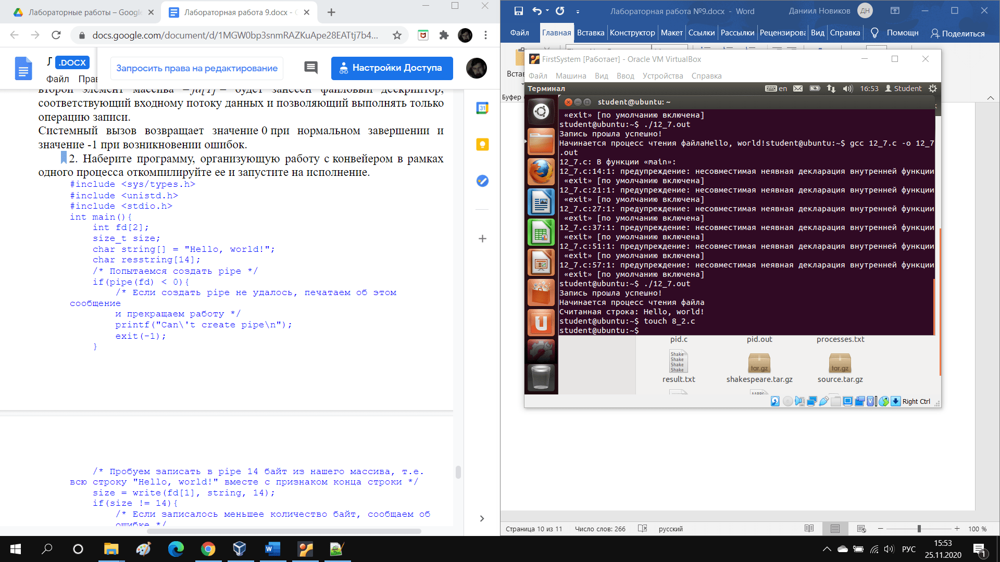 Лабораторные работы – Google
Лабораторная работа 9.docx - G
docs.google.com/document/d/1MGW0bp3snmRAZKuApe28EATtj7b4...
Л .DOCX
Файл Прав
Запросить права на редактирование
Настройки Доступа
второй элемент массива – fd[1] – будет занесен файловый дескриптор,
соответствующий входному потоку данных и позволяющий выполнять только
операцию записи.
Системный вызов возвращает значение 0 при нормальном завершении и
значение -1 при возникновении ошибок.
2. Наберите программу, организующую работу с конвейером в рамках
одного процесса откомпилируйте ее и запустите на исполнение.
#include <sys/types.h>
#include <unistd.h>
#include <stdio.h>
int main(){
int fd[2];
size_t size;
char string[] = "Hello, world!";
char resstring[14];
/* Попытаемся создать pipe */
if(pipe(fd) < 0){
/* Если создать pipe не удалось, печатаем об этом
сообщение
и прекращаем работу */
printf("Can\'t create pipe\n");
exit(-1);
}
/* Пробуем записать в pipe 14 байт из нашего массива, т.е.
всю строку "Hello, world!" вместе с признаком конца строки */
size = write(fd[1], string, 14);
if(size != 14){
/* Если записалось меньшее количество байт, сообщаем об
ошибке */
31
Лабораторная работа №9.docx - Word
Даниил Новиков ДН
Файл Главная Вставка Конструктор Макет Ссылки Рассылки Рецензирова Вид Справка Помощн Поделиться
Встав
Буфер
FirstSystem [Работает] - Oracle VM VirtualBox
Файл Машина Вид Ввод Устройства Справка
Терминал en 16:53 Student
student@ubuntu: ~
«exit» [по умолчанию включена]
student@ubuntu:~$ ./12_7.out
Запись прошла успешно!
Начинается процесс чтения файлаHello, world!student@ubuntu:~$ gcc 12_7.c -o 12_7
.out
12_7.c: В функции «main»:
12_7.c:14:1: предупреждение: несовместимая неявная декларация внутренней функции
«exit» [по умолчанию включена]
12_7.c:21:1: предупреждение: несовместимая неявная декларация внутренней функции
«exit» [по умолчанию включена]
12_7.c:27:1: предупреждение: несовместимая неявная декларация внутренней функции
«exit» [по умолчанию включена]
12_7.c:37:1: предупреждение: несовместимая неявная декларация внутренней функции
«exit» [по умолчанию включена]
12_7.c:51:1: предупреждение: несовместимая неявная декларация внутренней функции
«exit» [по умолчанию включена]
12_7.c:57:1: предупреждение: несовместимая неявная декларация внутренней функции
«exit» [по умолчанию включена]
student@ubuntu:~$ ./12_7.out
Запись прошла успешно!
Начинается процесс чтения файла
Считанная строка: Hello, world!
student@ubuntu:~$ touch 8_2.c
student@ubuntu:~$
pid.c pid.out processes.txt
Shake
Shake
Shake
Shake
tar.gz tar.gz
result.txt shakespeare.tar.gz source.tar.gz
Right Ctrl
Страница 10 из 11 Число слов: 266 русский 100 %
РУС
15:53
25.11.2020
1